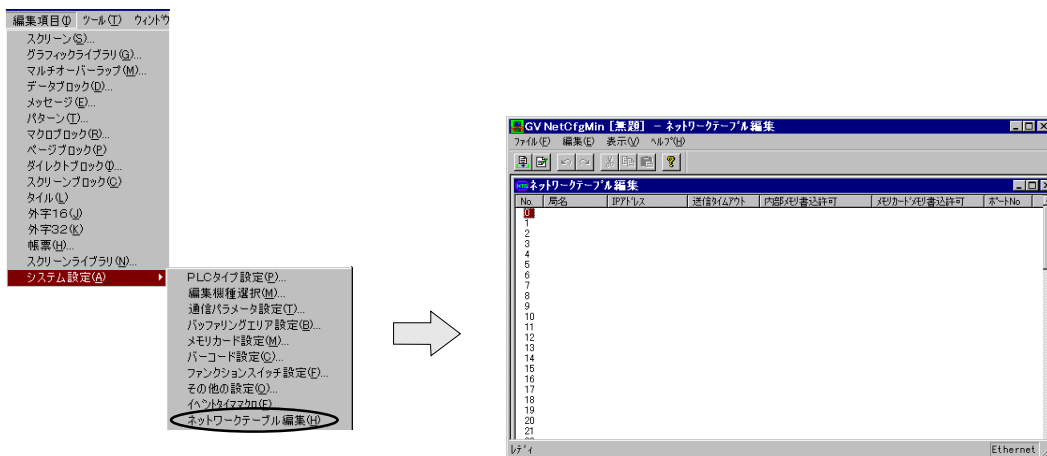 編集項目(I) ツール(T) ウィンドウ
スクリーン(S)...
グラフィックライブラリ(G)...
マルチオーバーラップ(M)...
データブロック(D)...
メッセージ(E)...
パターン(T)...
マクロブロック(R)...
ページブロック(P)
ダイレクトブロック(I)...
スクリーンブロック(C)
タイル(L)
外字16(J)
外字32(K)
帳票(H)...
スクリーンライブラリ(N)...
システム設定(A)
PLCタイプ設定(P)...
編集機種選択(M)...
通信パラメータ設定(T)...
バッファリングエリア設定(B)...
メモリカード設定(M)...
バーコード設定(C)...
ファンクションスイッチ設定(F)...
その他の設定(O)...
イベントタイママクロ(E)
ネットワークテーブル編集(H)
GV NetCfgMin [無題] - ネットワークテーブル編集
ファイル(F) 編集(E) 表示(V) ヘルプ(H)
ネットワークテーブル編集
No. 局名 IPアドレス 送信タイムアウト 内部メモリ書込許可 メモリカードメモリ書込許可 ポートNo
0
1
2
3
4
5
6
7
8
9
10
11
12
13
14
15
16
17
18
19
20
21
レディ Ethernet